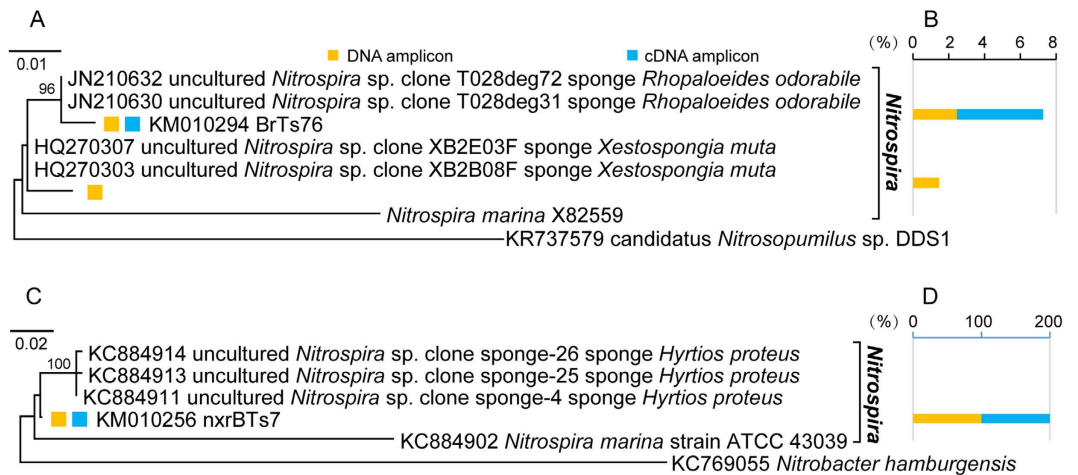 A
B
(%) 0 2 4 6 8
0.01
DNA amplicon cDNA amplicon
JN210632 uncultured Nitrospira sp. clone T028deg72 sponge Rhopaloeides odorabile
96
JN210630 uncultured Nitrospira sp. clone T028deg31 sponge Rhopaloeides odorabile
KM010294 BrTs76
HQ270307 uncultured Nitrospira sp. clone XB2E03F sponge Xestospongia muta
HQ270303 uncultured Nitrospira sp. clone XB2B08F sponge Xestospongia muta
Nitrospira marina X82559
KR737579 candidatus Nitrosopumilus sp. DDS1
Nitrospira
C
D
(%) 0 100 200
0.02
KC884914 uncultured Nitrospira sp. clone sponge-26 sponge Hyrtios proteus
100
KC884913 uncultured Nitrospira sp. clone sponge-25 sponge Hyrtios proteus
KC884911 uncultured Nitrospira sp. clone sponge-4 sponge Hyrtios proteus
KM010256 nxrBTs7
KC884902 Nitrospira marina strain ATCC 43039
KC769055 Nitrobacter hamburgensis
Nitrospira